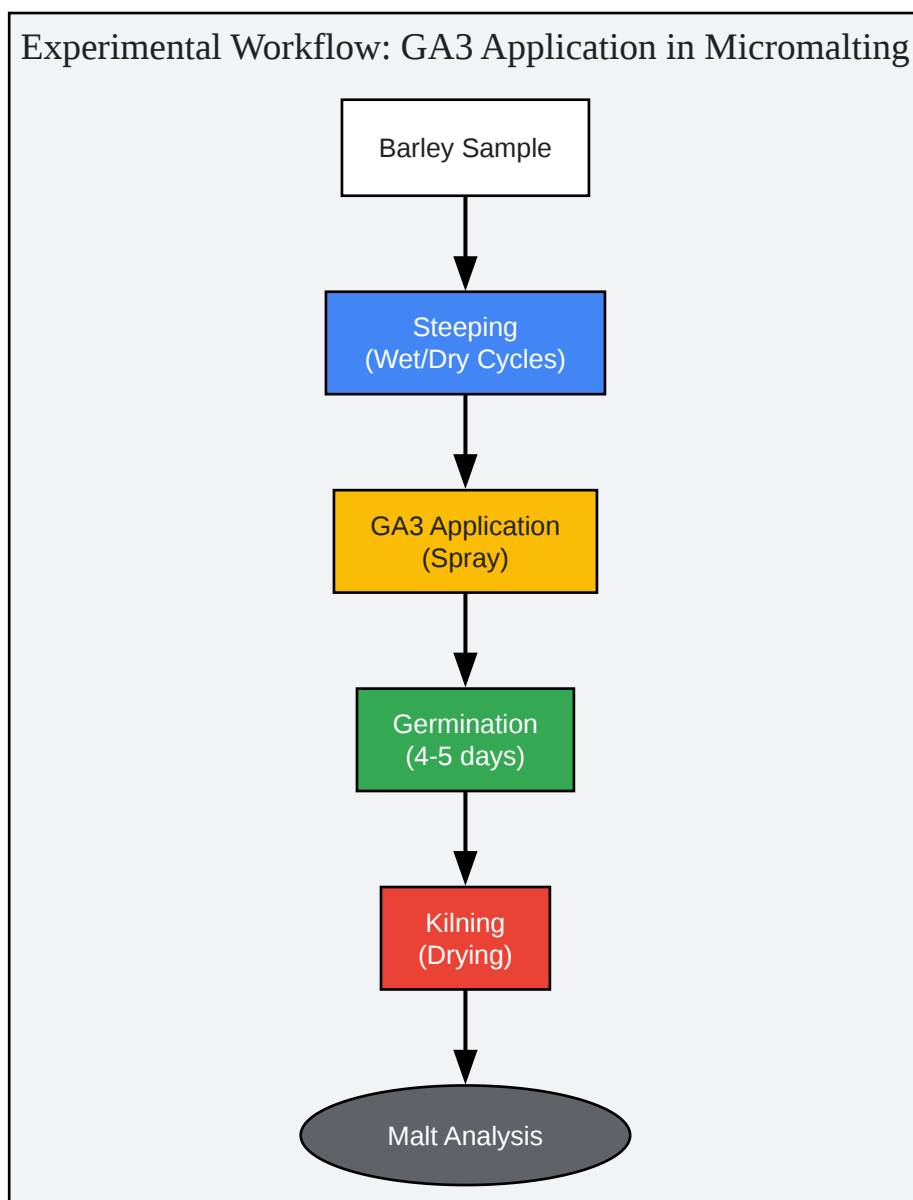 Experimental Workflow: GA3 Application in Micromalting
Barley Sample
Steeping
(Wet/Dry Cycles)
GA3 Application
(Spray)
Germination
(4-5 days)
Kilning
(Drying)
Malt Analysis